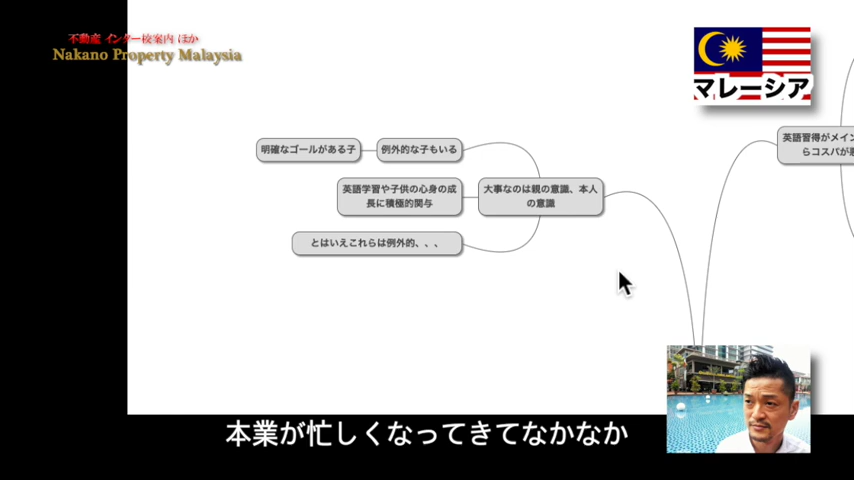 不動産 インター校案内 ほか
Nakano Property Malaysia
マレーシア
英語習得がメイン
らコスパが
明確なゴールがある子
例外的な子もいる
英語学習や子供の心身の成
長に積極的関与
大事なのは親の意識、本人
の意識
とはいえこれらは例外的、、、
本業が忙しくなってきてなかなか